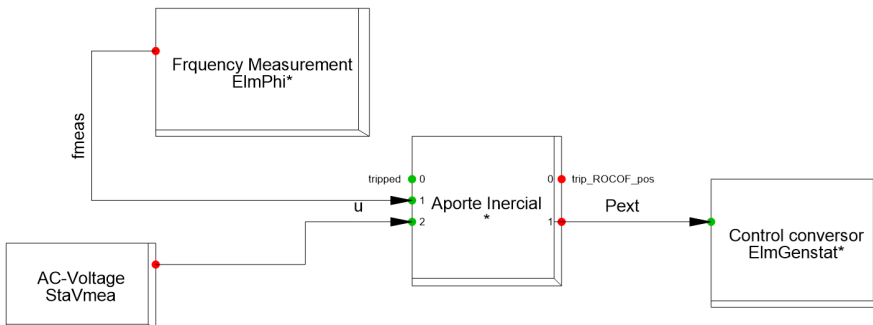 Frquency Measurement
ElmPhi*
fmeas
tripped
0
0
trip_ROCOF_pos
1
Aporte Inercial
*
u
2
1
Pext
Control conversor
ElmGenstat*
AC-Voltage
StaVmea